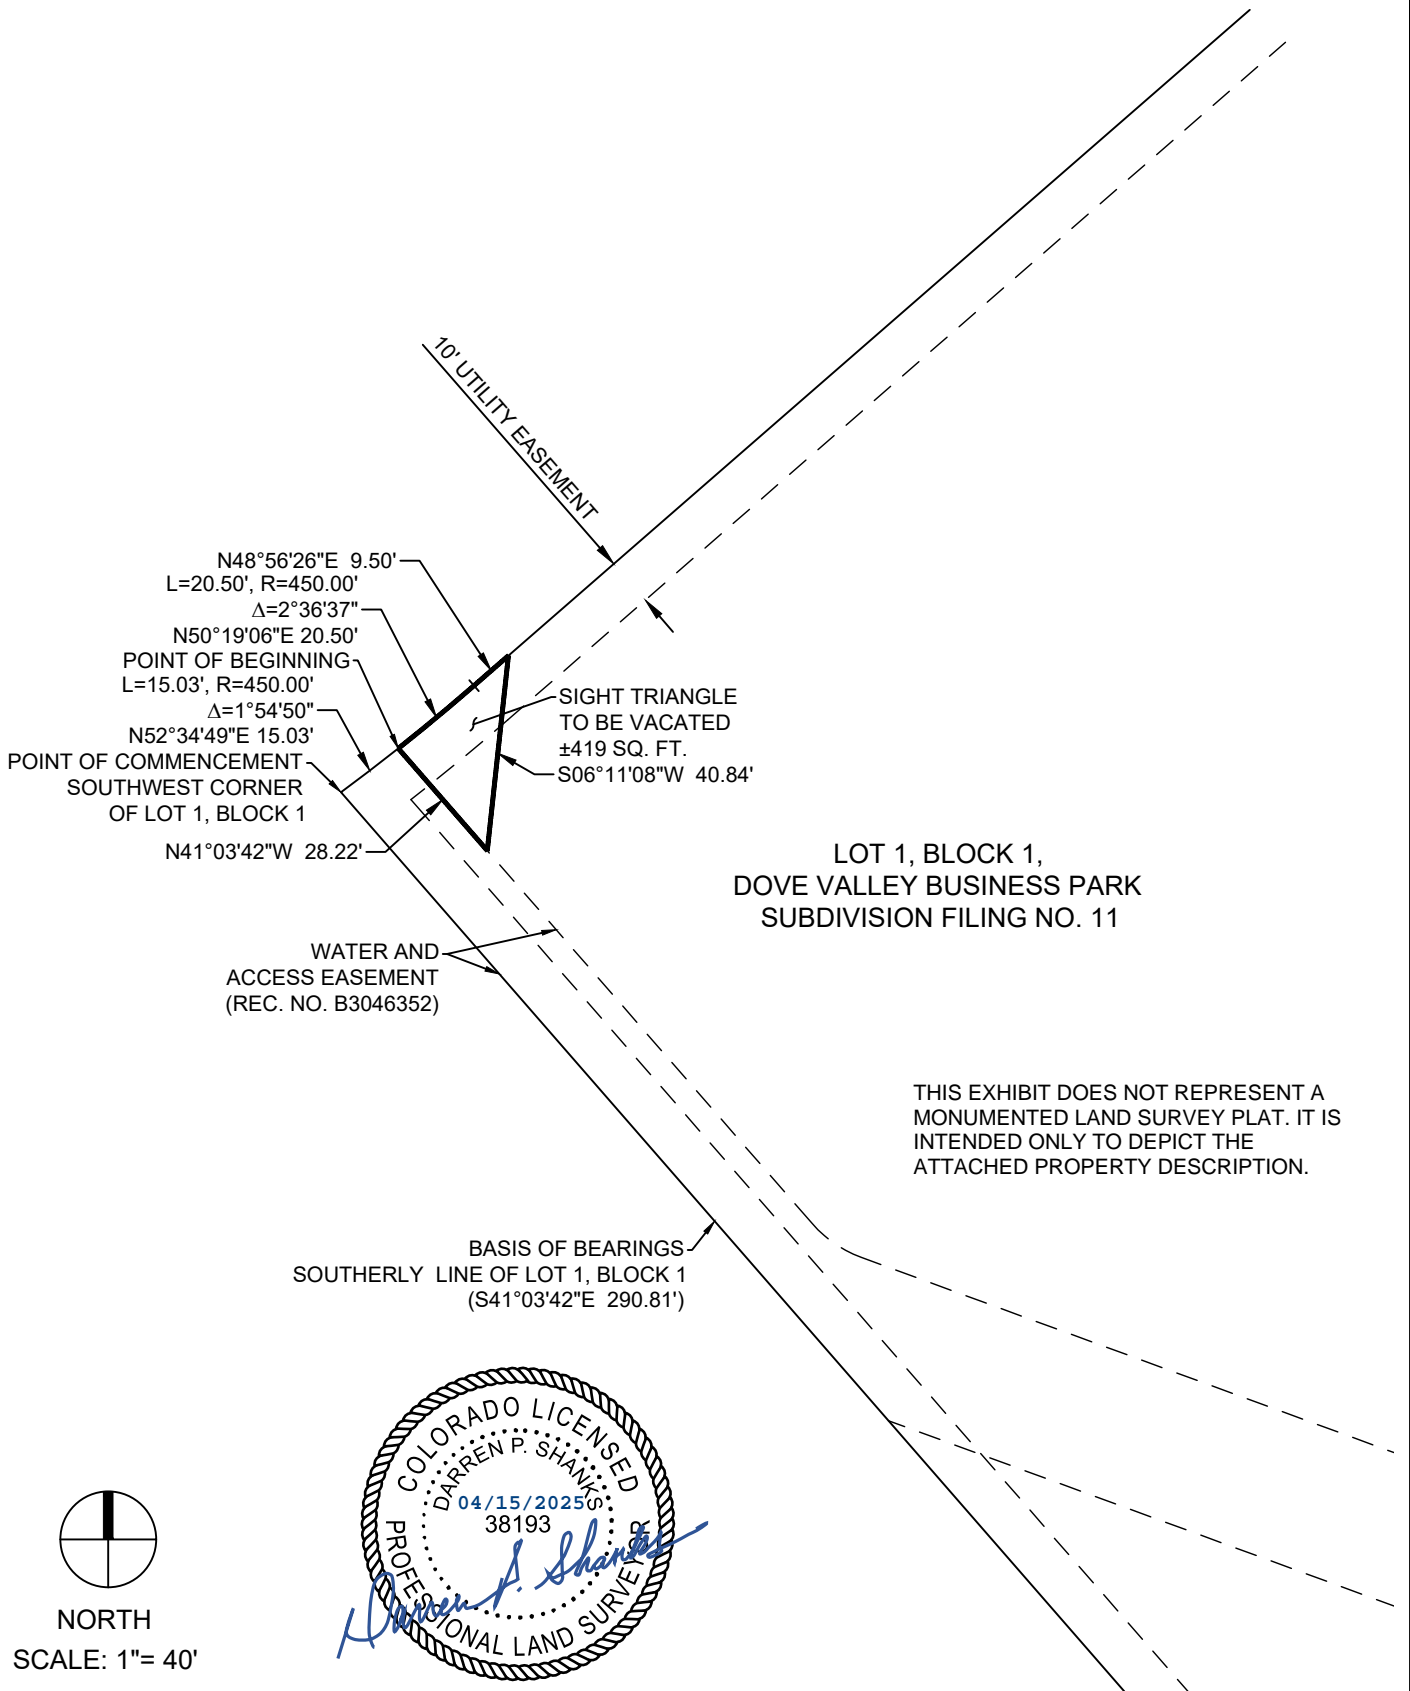 10' UTILITY EASEMENT
N48°56'26"E 9.50'
L=20.50', R=450.00'
Δ=2°36'37"
N50°19'06"E 20.50'
POINT OF BEGINNING
L=15.03', R=450.00'
Δ=1°54'50"
N52°34'49"E 15.03'
POINT OF COMMENCEMENT
SOUTHWEST CORNER
OF LOT 1, BLOCK 1
N41°03'42"W 28.22'
SIGHT TRIANGLE
TO BE VACATED
±419 SQ. FT.
S06°11'08"W 40.84'
LOT 1, BLOCK 1,
DOVE VALLEY BUSINESS PARK
SUBDIVISION FILING NO. 11
WATER AND
ACCESS EASEMENT
(REC. NO. B3046352)
THIS EXHIBIT DOES NOT REPRESENT A
MONUMENTED LAND SURVEY PLAT. IT IS
INTENDED ONLY TO DEPICT THE
ATTACHED PROPERTY DESCRIPTION.
BASIS OF BEARINGS
SOUTHERLY LINE OF LOT 1, BLOCK 1
(S41°03'42"E 290.81')
COLORADO LICENSED
DARREN P. SHANKS
04/15/2025
38193
Darren P. Shanks
PROFESSIONAL LAND SURVEYOR
NORTH
SCALE: 1"= 40'